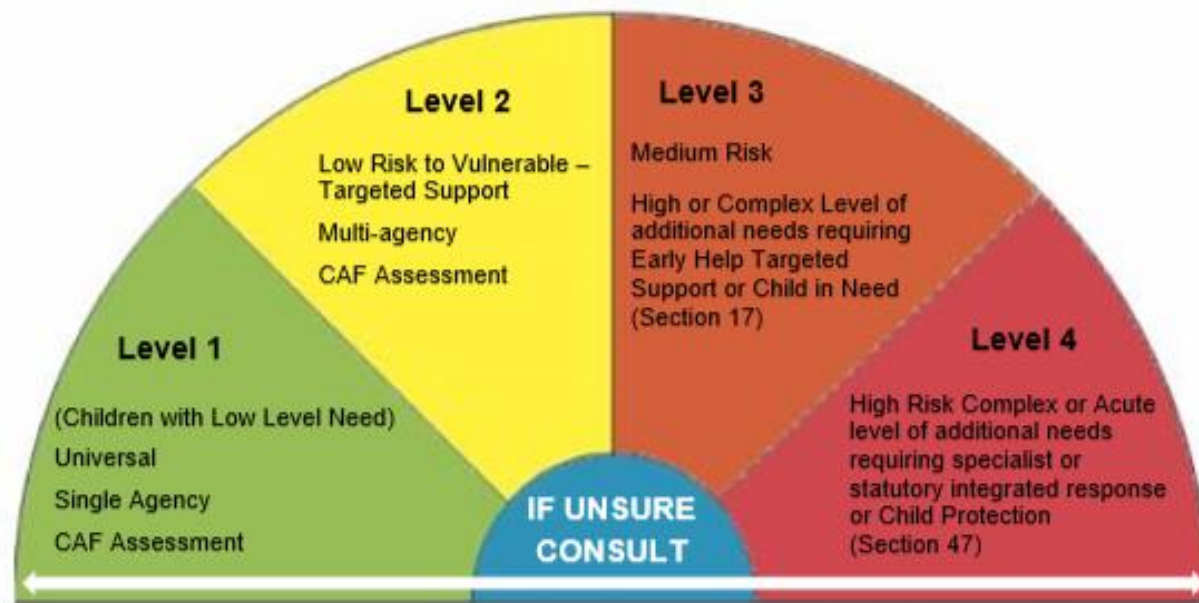 Level 1
(Children with Low Level Need)
Universal
Single Agency
CAF Assessment
Level 2
Low Risk to Vulnerable –
Targeted Support
Multi-agency
CAF Assessment
Level 3
Medium Risk
High or Complex Level of
additional needs requiring
Early Help Targeted
Support or Child in Need
(Section 17)
Level 4
High Risk Complex or Acute
level of additional needs
requiring specialist or
statutory integrated response
or Child Protection
(Section 47)
IF UNSURE
CONSULT